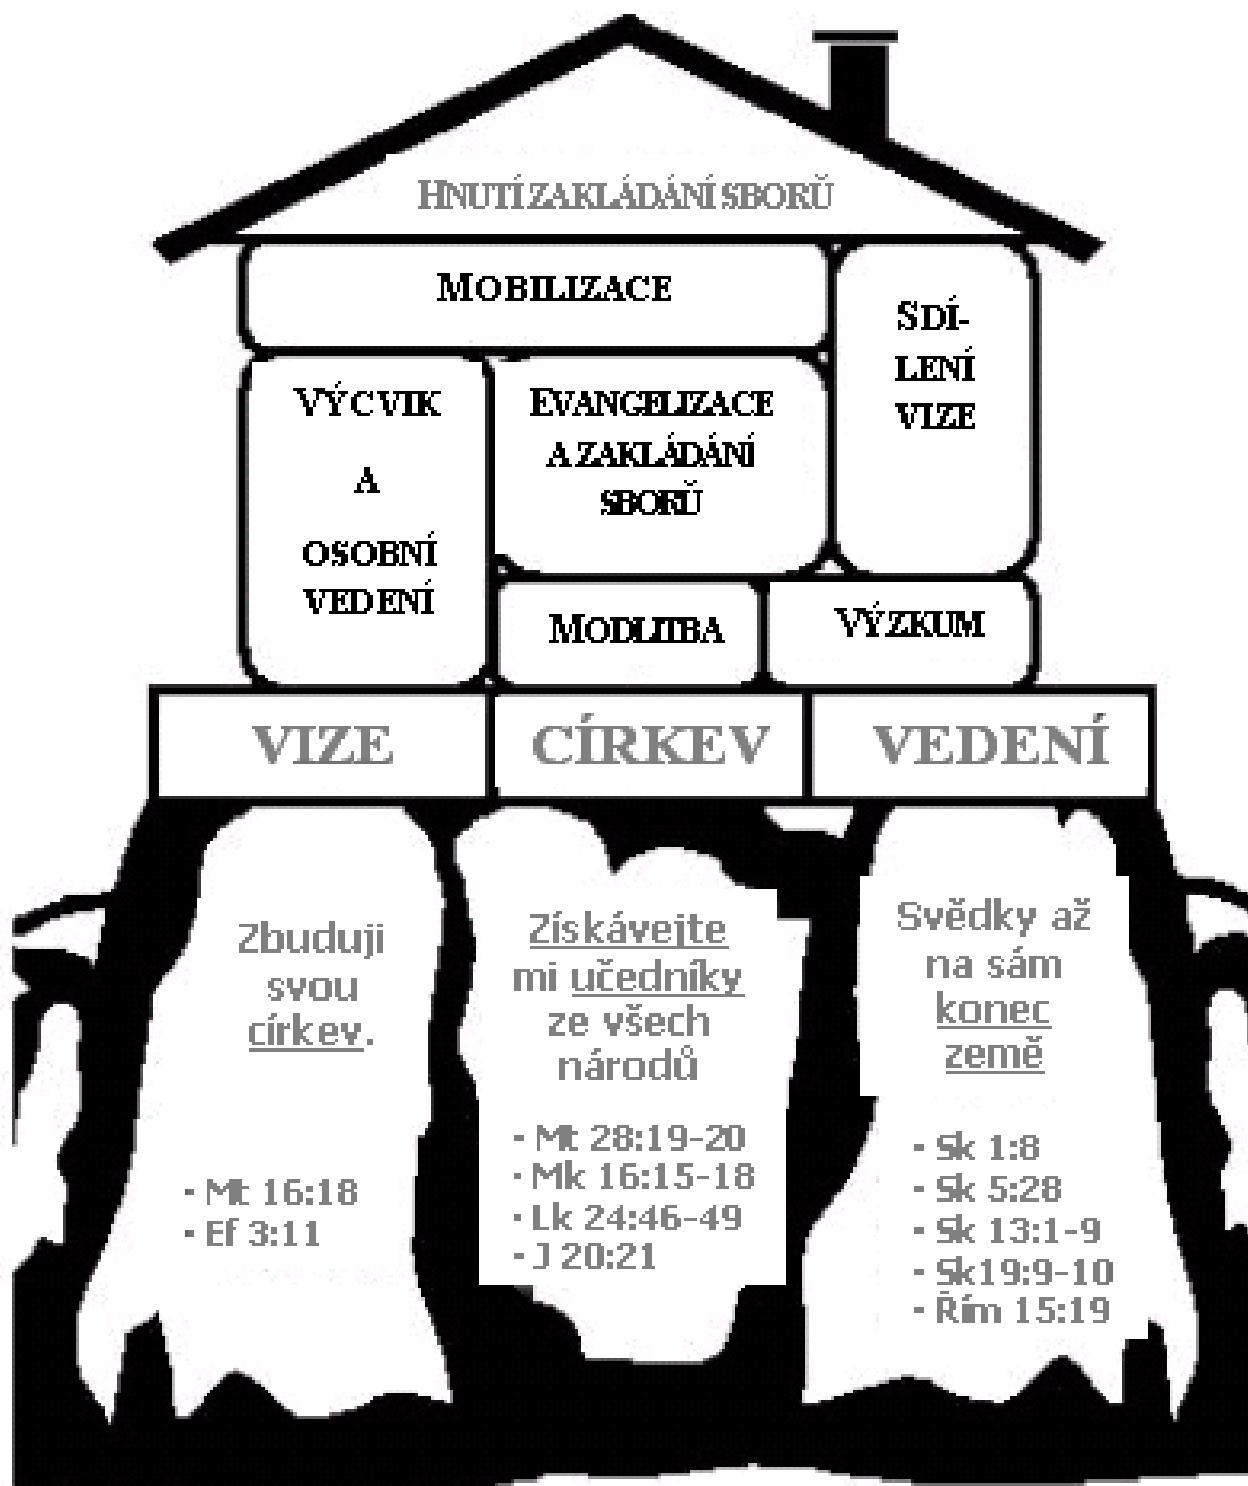 HNUTÍ ZAKLÁDÁNÍ SBORŮ
MOBILIZACE
SDÍ-
LENÍ
VIZE
VÝCVIK
A
OSOBNÍ
VEDENÍ
EVANGELIZACE
A ZAKLÁDÁNÍ
SBORŮ
MODLITBA
VÝZKUM
VIZE
CÍRKEV
VEDENÍ
Zbuduji
svou
církev.
- Mt 16:18
- Ef 3:11
Získávejte
mi učedníky
ze všech
národů
- Mt 28:19-20
- Mk 16:15-18
- Lk 24:46-49
- J 20:21
Svědky až
na sám
konec
země
- Sk 1:8
- Sk 5:28
- Sk 13:1-9
- Sk19:9-10
- Řím 15:19